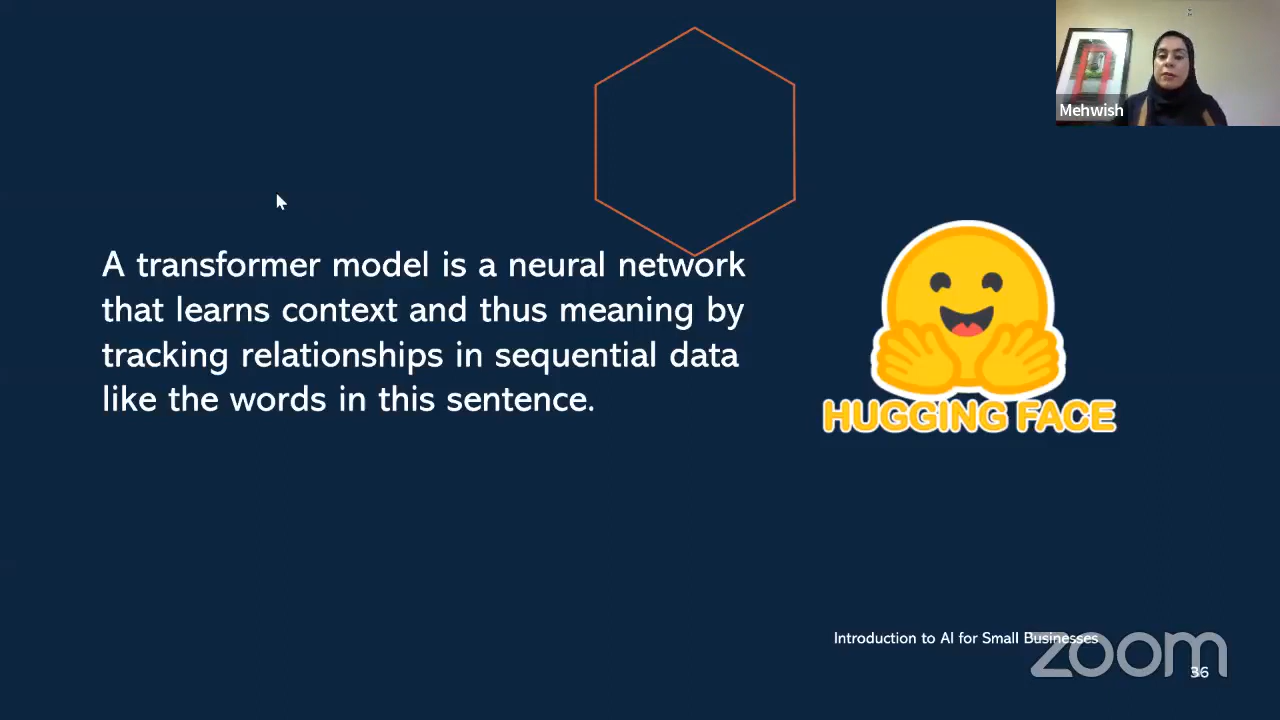 Mehwish
A transformer model is a neural network
that learns context and thus meaning by
tracking relationships in sequential data
like the words in this sentence.
HUGGING FACE
Introduction to AI for Small Businesses
zoom
36